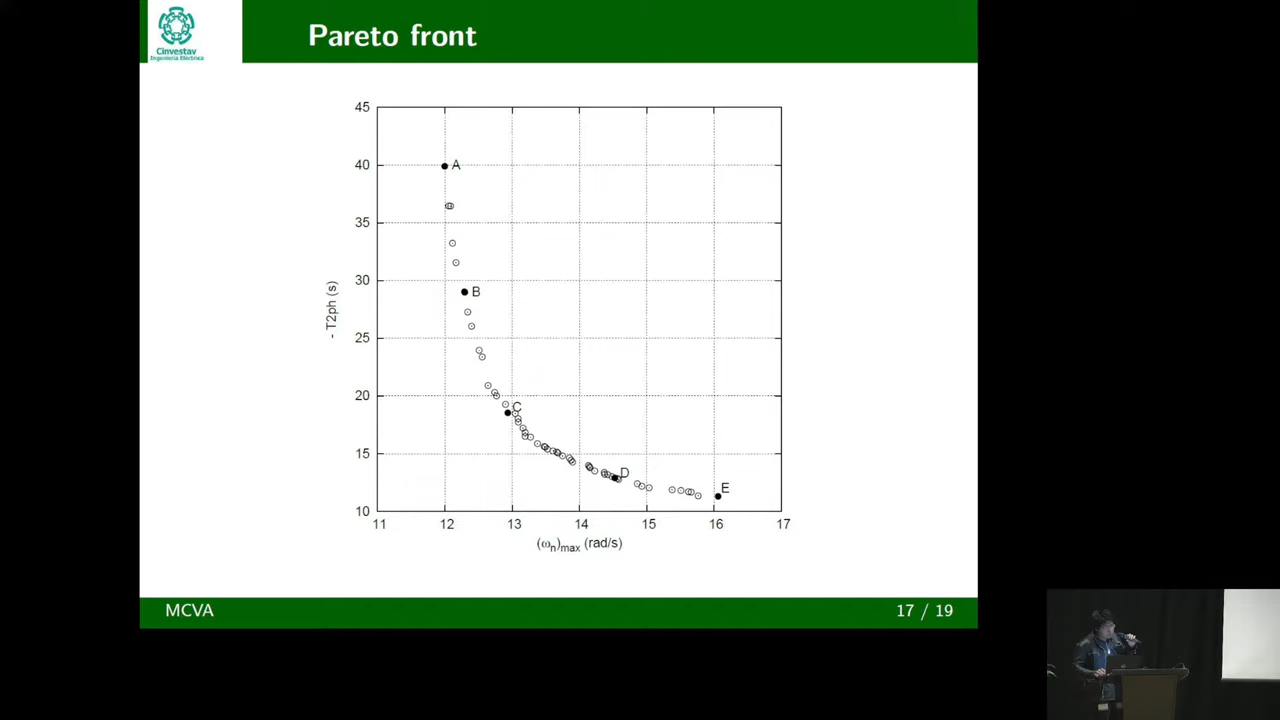 Cinvestav
Ingeniería Eléctrica
Pareto front
45
40
35
30
25
20
15
10
- T2ph (s)
A
B
C
D
E
11 12 13 14 15 16 17
(ωn)max (rad/s)
MCVA
17 / 19